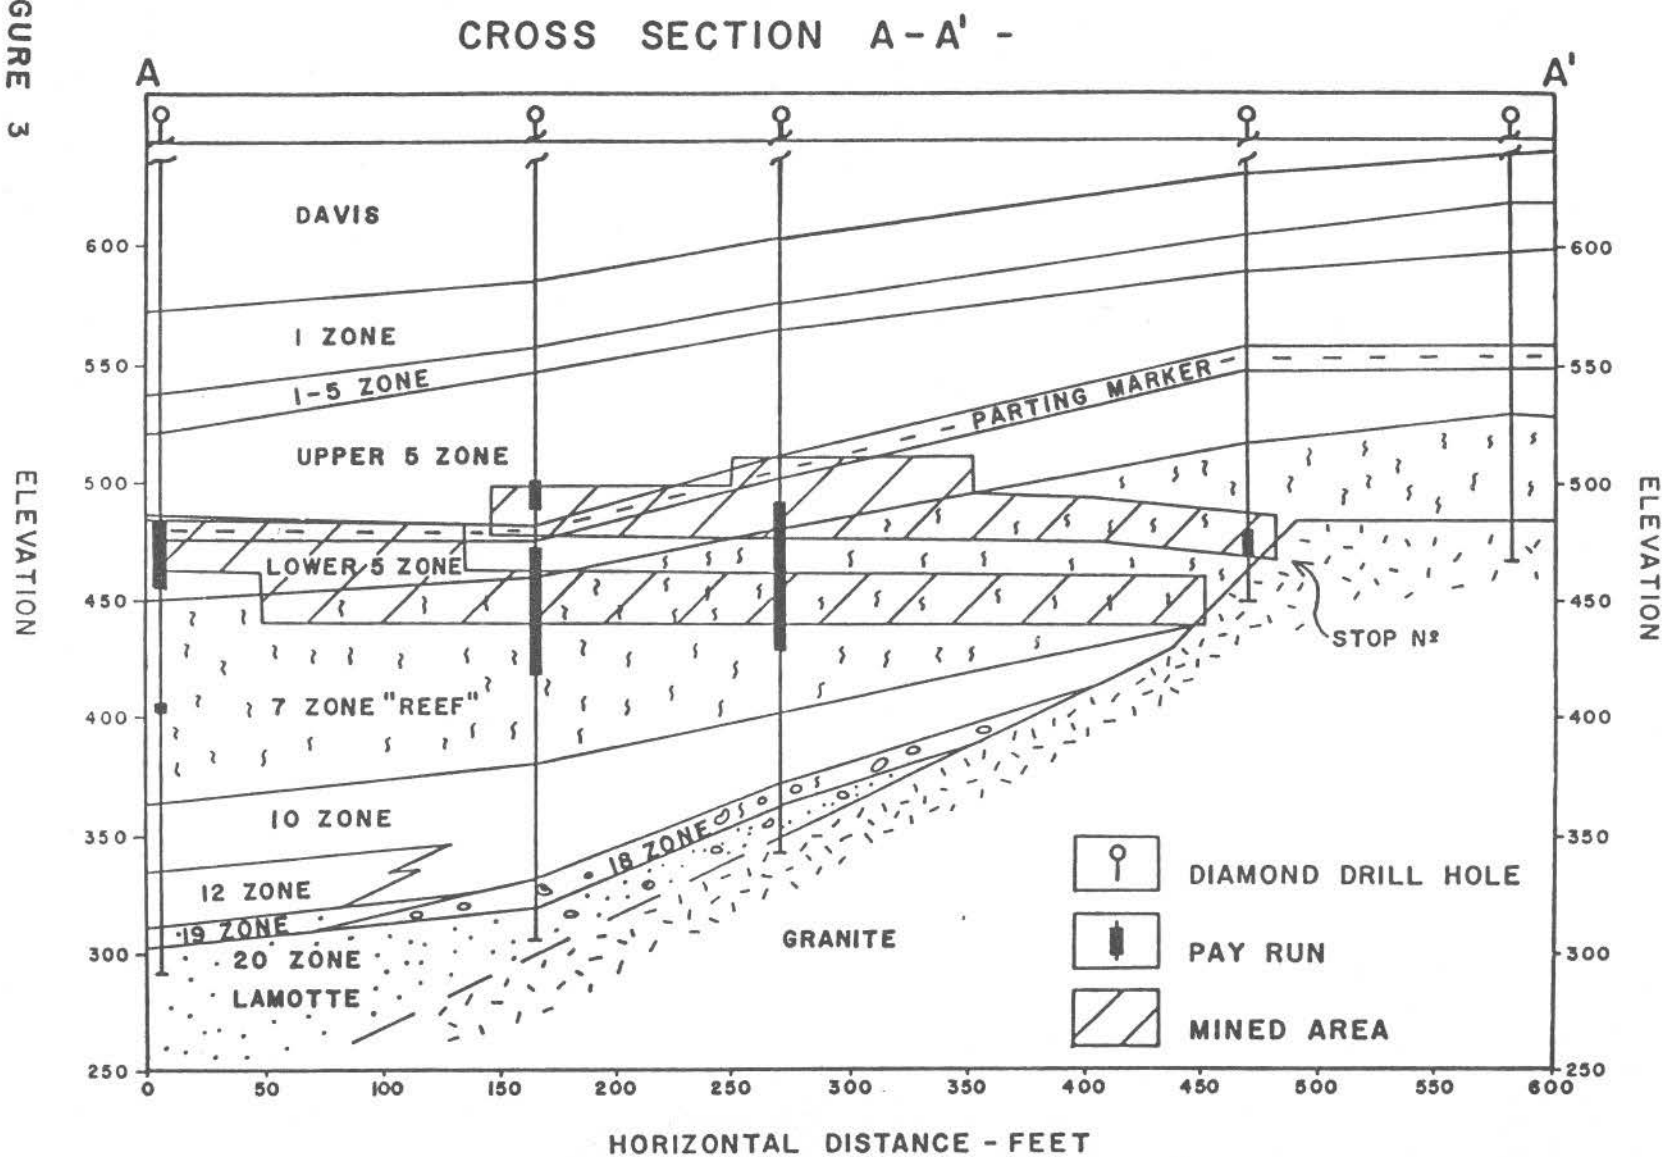 FIGURE 3
CROSS SECTION A-A' -
A
A'
DAVIS
1 ZONE
1-5 ZONE
UPPER 5 ZONE
PARTING MARKER
LOWER 5 ZONE
STOP Nº
7 ZONE "REEF"
10 ZONE
12 ZONE
18 ZONE
19 ZONE
20 ZONE
LAMOTTE
GRANITE
DIAMOND DRILL HOLE
PAY RUN
MINED AREA
ELEVATION
600
550
500
450
400
350
300
250
ELEVATION
600
550
500
450
400
350
300
250
0 50 100 150 200 250 300 350 400 450 500 550 600
HORIZONTAL DISTANCE - FEET